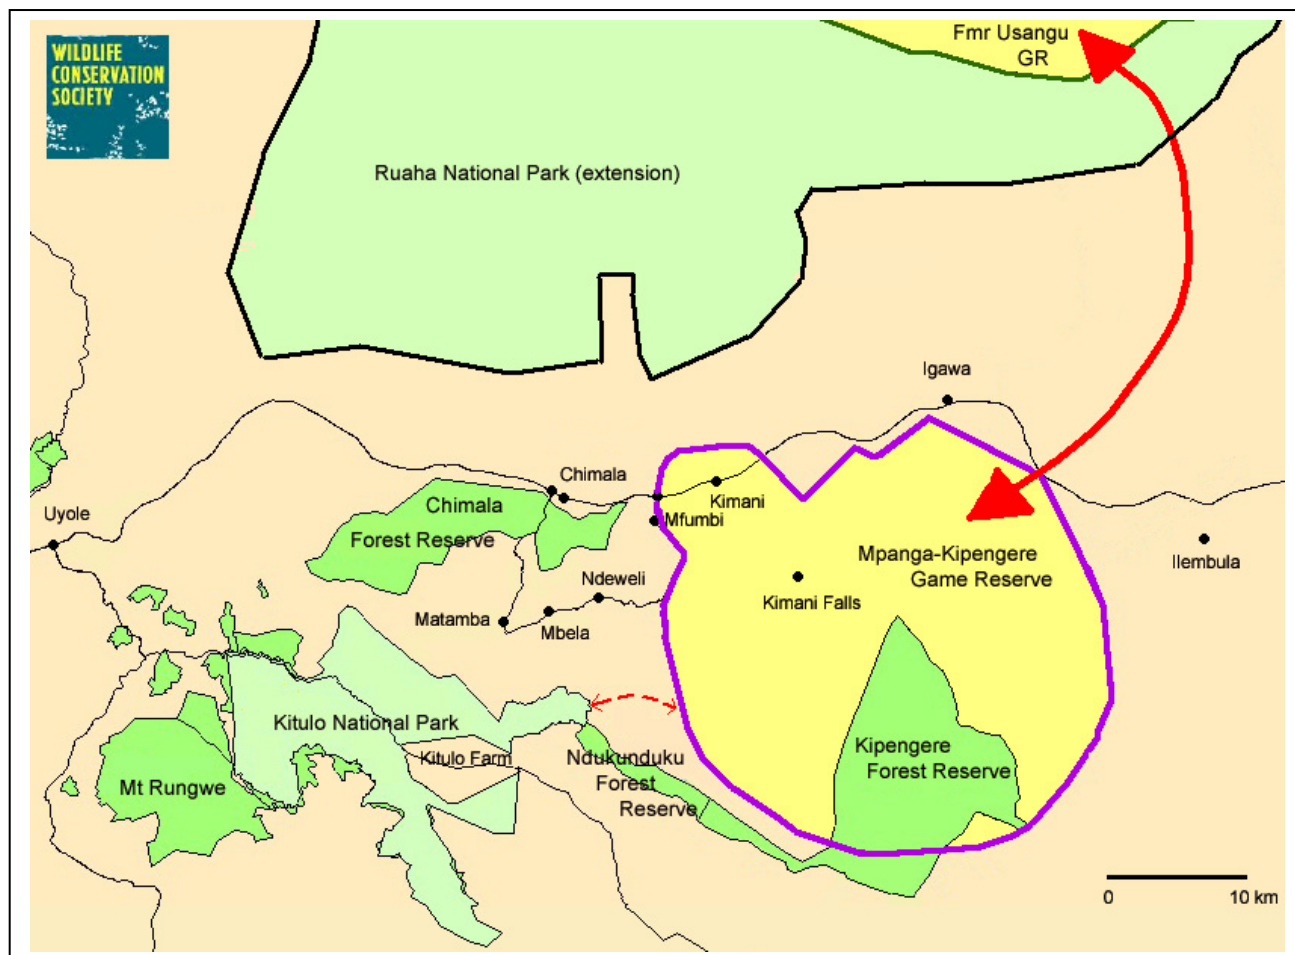 WILDLIFE
CONSERVATION
SOCIETY
Fmr Usangu
GR
Ruaha National Park (extension)
Igawa
Chimala
Kimani
Chimala
Forest Reserve
Mfumbi
Uyole
Ilembula
Mpanga-Kipengere
Game Reserve
Ndeweli
Kimani Falls
Matamba
Mbela
Kitulo National Park
Kitulo Farm
Ndukunduku
Forest
Reserve
Kipengere
Forest Reserve
Mt Rungwe
0 10 km